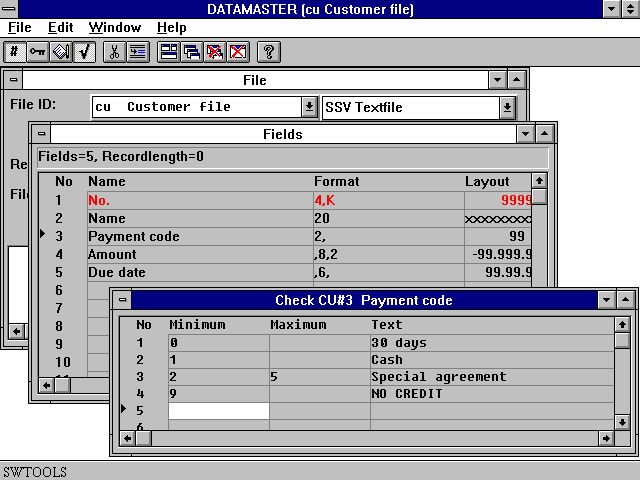 DATAMASTER (cu Customer file)
File Edit Window Help
# ?
File
File ID: cu Customer file SSV Textfile
Fields
Fields=5, Recordlength=0
Re
File
No Name Format Layout
1 No. 4,K 9999
2 Name 20 xxxxxxxx
3 Payment code 2, 99
4 Amount ,8,2 -99.999.9
5 Due date ,6, 99.99.9
6
7
8
9
10
Check CU#3 Payment code
No Minimum Maximum Text
1 0 30 days
2 1 Cash
3 2 5 Special agreement
4 9 NO CREDIT
5
6
SWTOOLS